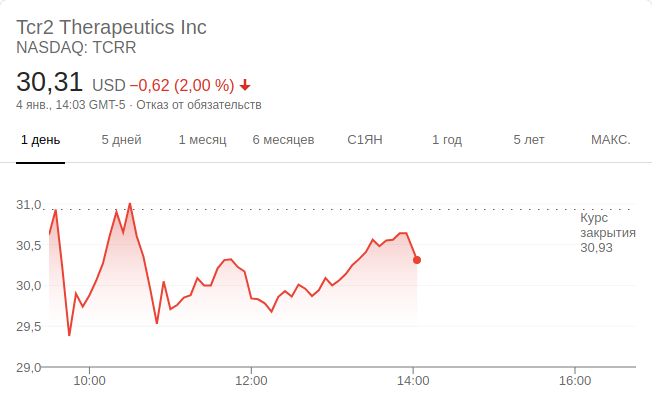 Tcr2 Therapeutics Inc
NASDAQ: TCRR
30,31 USD −0,62 (2,00 %)
4 янв., 14:03 GMT-5 · Отказ от обязательств
1 день 5 дней 1 месяц 6 месяцев С1ЯН 1 год 5 лет МАКС.
31,0
30,5
30,0
29,5
29,0
Курс
закрытия
30,93
10:00 12:00 14:00 16:00